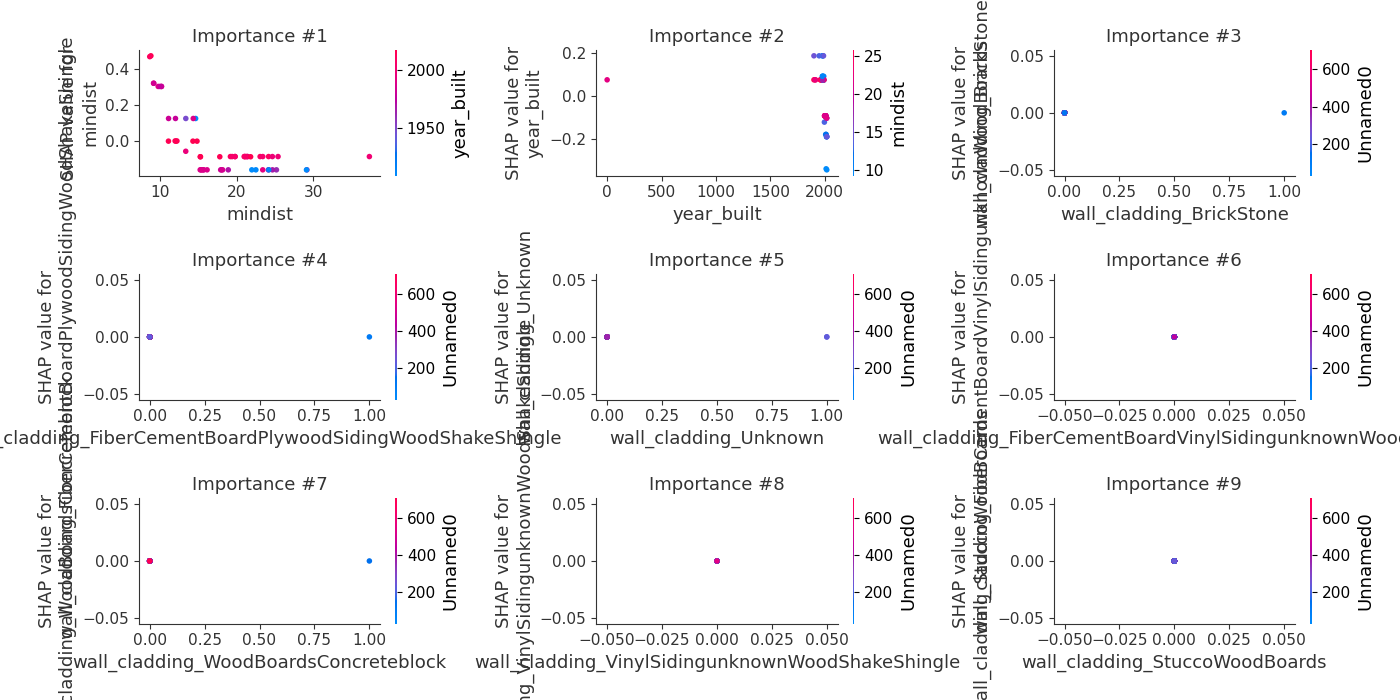 Importance #1
Importance #2
Importance #3
SHAP value for
mindist
0.4
0.2
0.0
10
20
30
mindist
2000
1950
year_built
SHAP value for
year_built
0.2
0.0
−0.2
0
500
1000
1500
2000
year_built
25
20
15
10
mindist
SHAP value for
0.05
0.00
−0.05
0.00
0.25
0.50
0.75
1.00
wall_cladding_BrickStone
600
400
200
Unnamed0
Importance #4
Importance #5
Importance #6
SHAP value for
0.05
0.00
−0.05
0.00
0.25
0.50
0.75
1.00
_cladding_FiberCementBoardPlywoodSidingWoodShakeShingle
600
400
200
Unnamed0
SHAP value for
0.05
0.00
−0.05
0.00
0.25
0.50
0.75
1.00
wall_cladding_Unknown
600
400
200
Unnamed0
SHAP value for
0.05
0.00
−0.05
−0.050
−0.025
0.000
0.025
0.050
wall_cladding_FiberCementBoardVinylSidingunknownWoo
600
400
200
Unnamed0
Importance #7
Importance #8
Importance #9
SHAP value for
0.05
0.00
−0.05
0.00
0.25
0.50
0.75
1.00
wall_cladding_WoodBoardsConcreteblock
600
400
200
Unnamed0
SHAP value for
0.05
0.00
−0.05
−0.050
−0.025
0.000
0.025
0.050
wall_cladding_VinylSidingunknownWoodShakeShingle
600
400
200
Unnamed0
SHAP value for
0.05
0.00
−0.05
−0.050
−0.025
0.000
0.025
0.050
wall_cladding_StuccoWoodBoards
600
400
200
Unnamed0